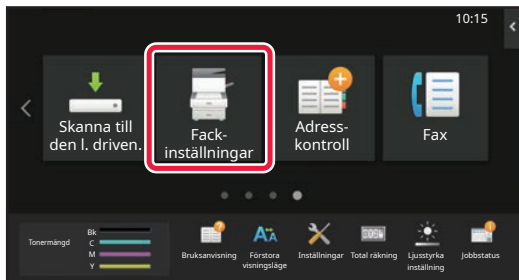 10:15
Skanna till
den l. driven.
Fack-
inställningar
Adress-
kontroll
Fax
Tonermängd
Bk
C
M
Y
Bruksanvisning
Förstora
visningsläge
Inställningar
Total räkning
Ljusstyrka
inställning
Jobbstatus